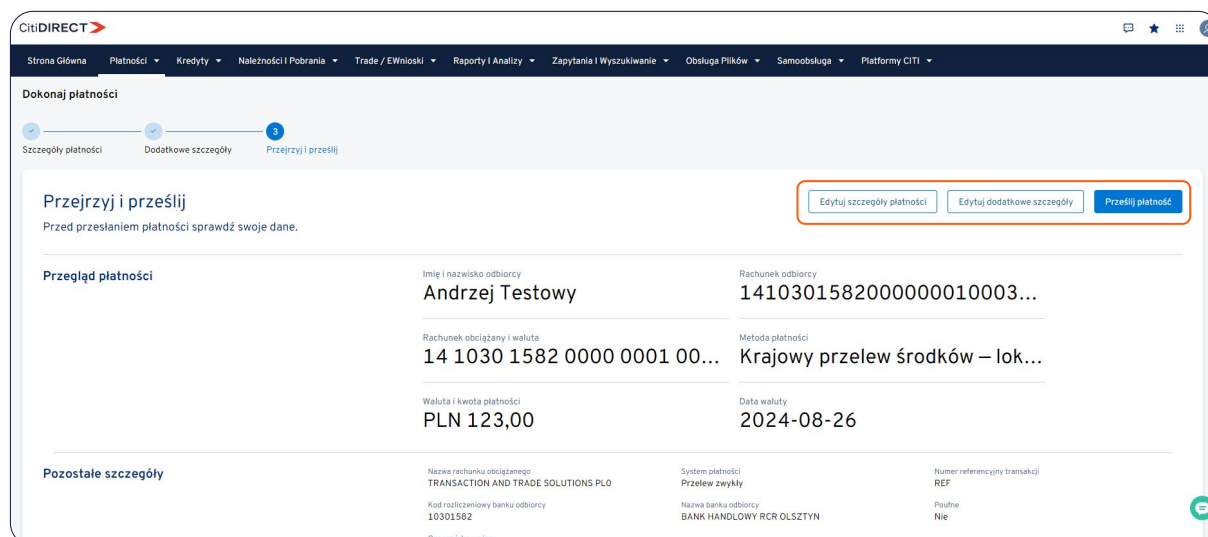 CitiDIRECT
Strona Główna Płatności Kredyty Należności I Pobrania Trade / EWnioski Raporty I Analizy Zapytania I Wyszukiwanie Obsługa Plików Samoobsługa Platformy CITI
Dokonaj płatności
3
Szczegóły płatności Dodatkowe szczegóły Przejrzyj i prześlij
Przejrzyj i prześlij
Edytuj szczegóły płatności Edytuj dodatkowe szczegóły Prześlij płatność
Przed przesłaniem płatności sprawdź swoje dane.
Przegląd płatności
Imię i nazwisko odbiorcy Rachunek odbiorcy
Andrzej Testowy 1410301582000000010003...
Rachunek obciążany i waluta Metoda płatności
14 1030 1582 0000 0001 00... Krajowy przelew środków – lok...
Waluta i kwota płatności Data waluty
PLN 123,00 2024-08-26
Pozostałe szczegóły
Nazwa rachunku obciążanego System płatności Numer referencyjny transakcji
TRANSACTION AND TRADE SOLUTIONS PL0 Przelew zwykły REF
Kod rozliczeniowy banku odbiorcy Nazwa banku odbiorcy Poufne
10301582 BANK HANDLOWY RCR OLSZTYN Nie